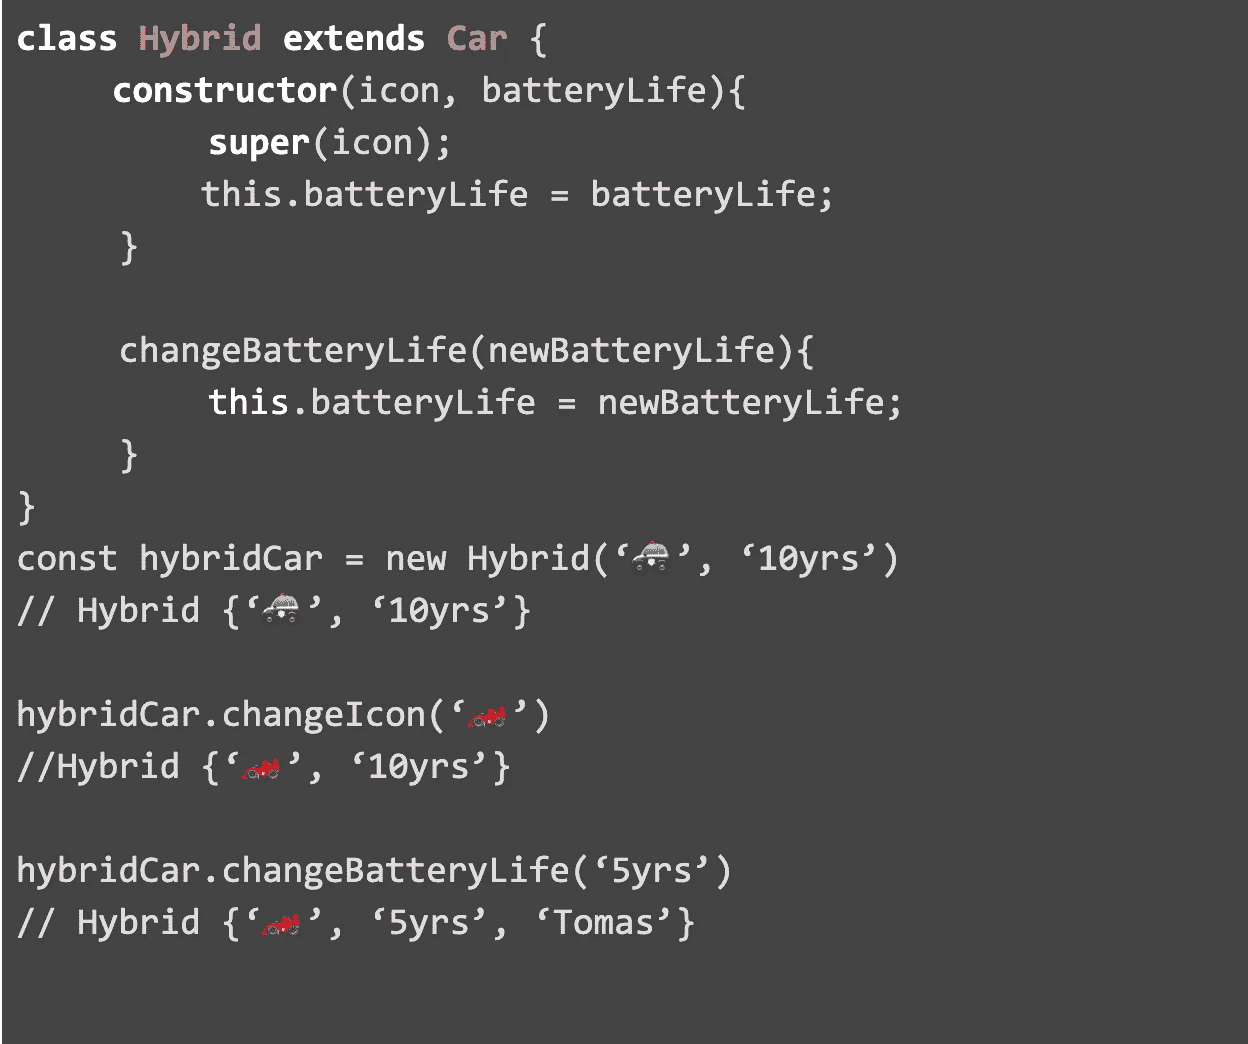 class Hybrid extends Car {
constructor(icon, batteryLife){
super(icon);
this.batteryLife = batteryLife;
}
changeBatteryLife(newBatteryLife){
this.batteryLife = newBatteryLife;
}
}
const hybridCar = new Hybrid(‘🚓’, ‘10yrs’)
// Hybrid {‘🚓’, ‘10yrs’}
hybridCar.changeIcon(‘🏎’)
//Hybrid {‘🏎’, ‘10yrs’}
hybridCar.changeBatteryLife(‘5yrs’)
// Hybrid {‘🏎’, ‘5yrs’, ‘Tomas’}